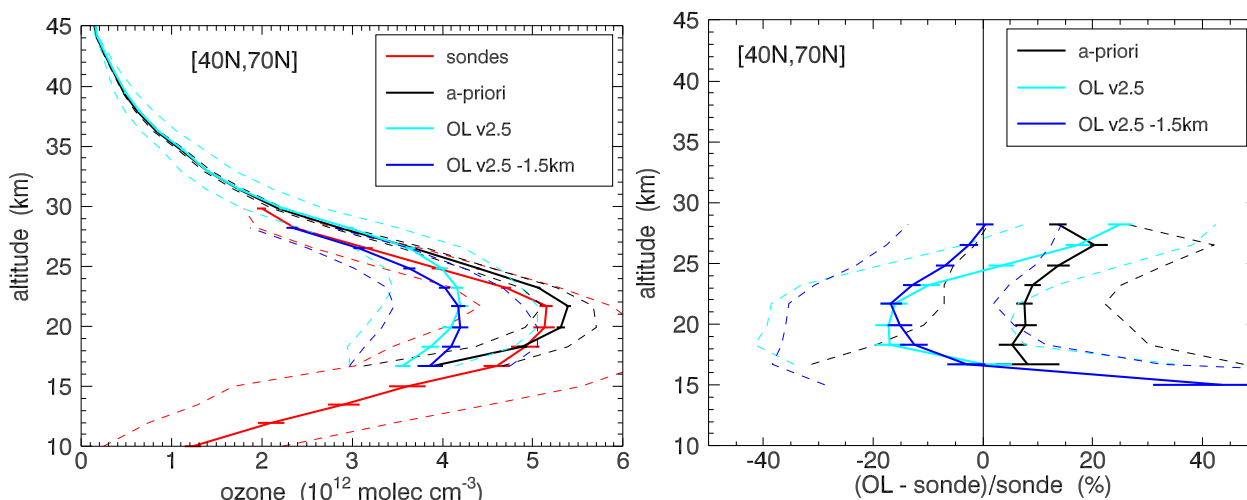 [40N,70N]
sondes
a-priori
OL v2.5
OL v2.5 -1.5km
altitude (km)
45
40
35
30
25
20
15
10
0 1 2 3 4 5 6
ozone (10¹² molec cm⁻³)
[40N,70N]
a-priori
OL v2.5
OL v2.5 -1.5km
altitude (km)
45
40
35
30
25
20
15
10
-40 -20 0 20 40
(OL - sonde)/sonde (%)